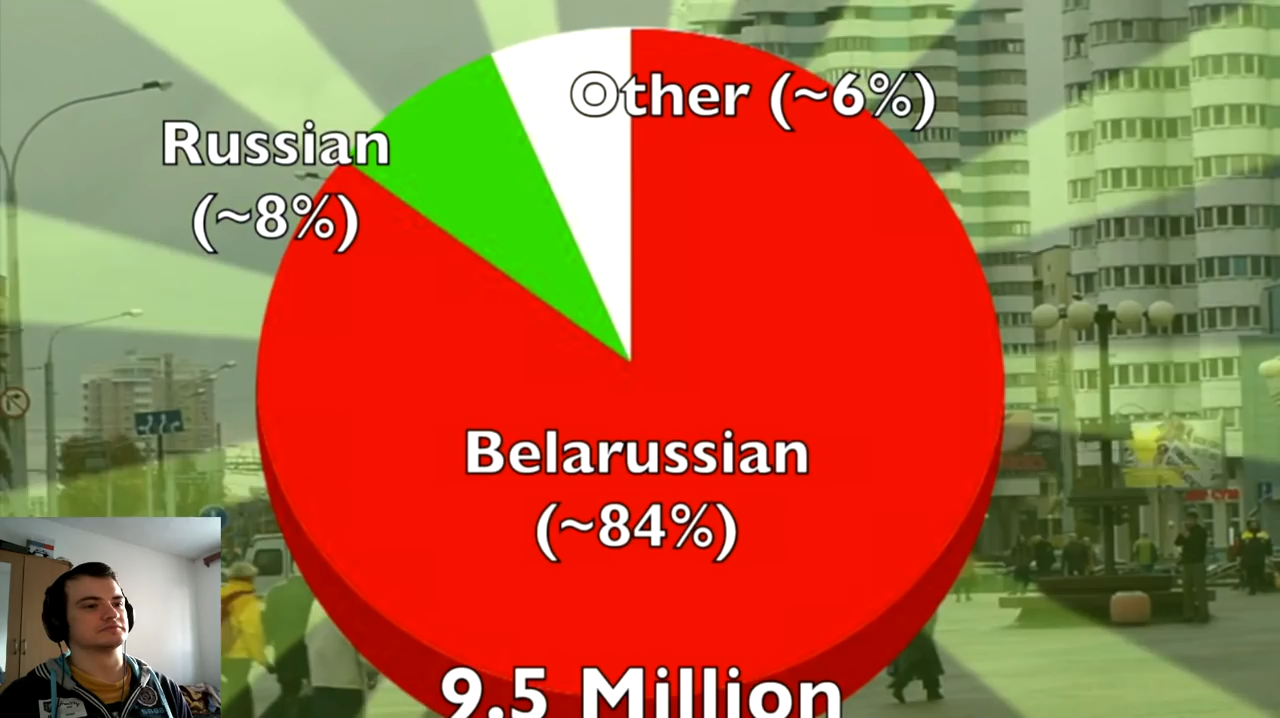 Other (~6%)
Russian
(~8%)
Belarussian
(~84%)
9.5 Million